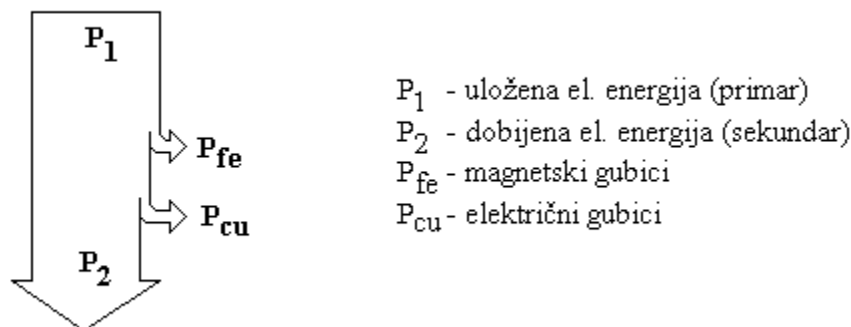 P1
Pfe
Pcu
P2
P1 - uložena el. energija (primar)
P2 - dobijena el. energija (sekundar)
Pfe - magnetski gubici
Pcu - električni gubici